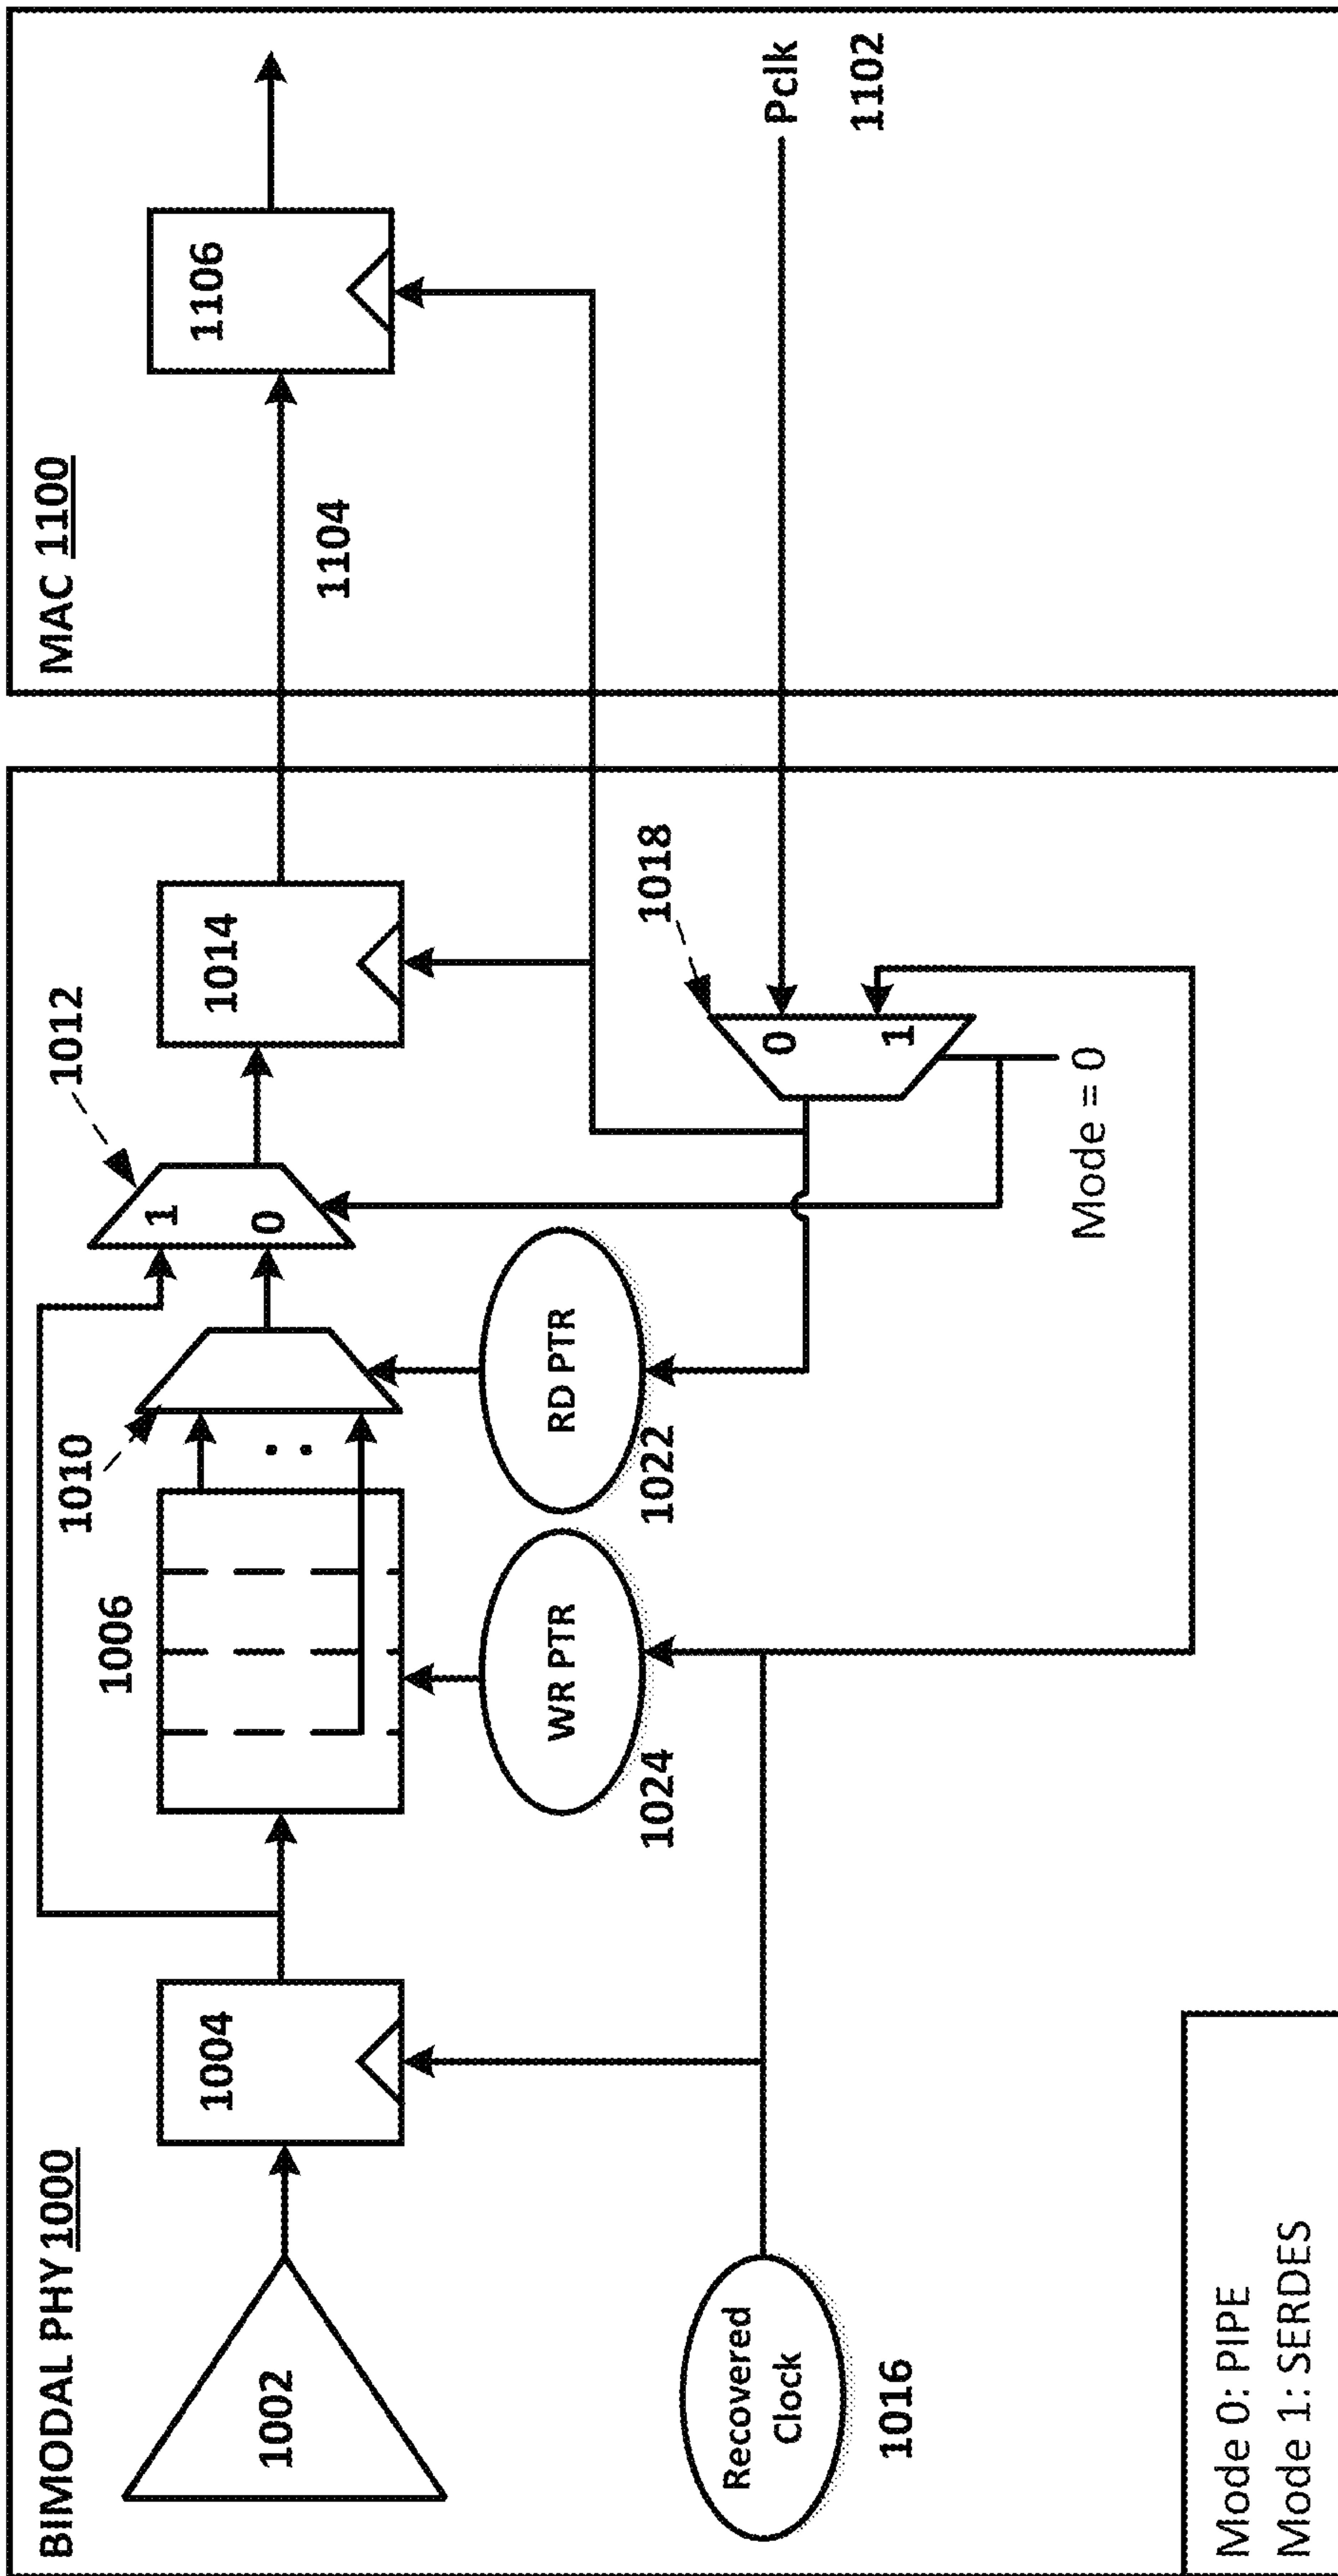 BIMODAL PHY 1000
MAC 1100
1002
1004
1006
1010
1012
1
0
1014
1104
1106
WR PTR
1024
RD PTR
1022
1018
0
1
Pclk
1102
Recovered
Clock
1016
Mode = 0
Mode 0: PIPE
Mode 1: SERDES